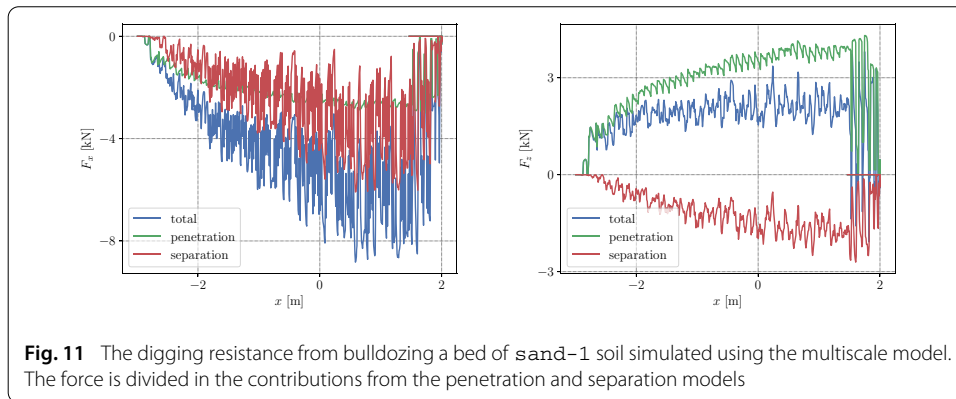 0
−4
−8
F_x [kN]
−2
0
2
x [m]
total
penetration
separation
3
0
−3
F_z [kN]
−2
0
2
x [m]
total
penetration
separation
Fig. 11 The digging resistance from bulldozing a bed of sand-1 soil simulated using the multiscale model.
The force is divided in the contributions from the penetration and separation models